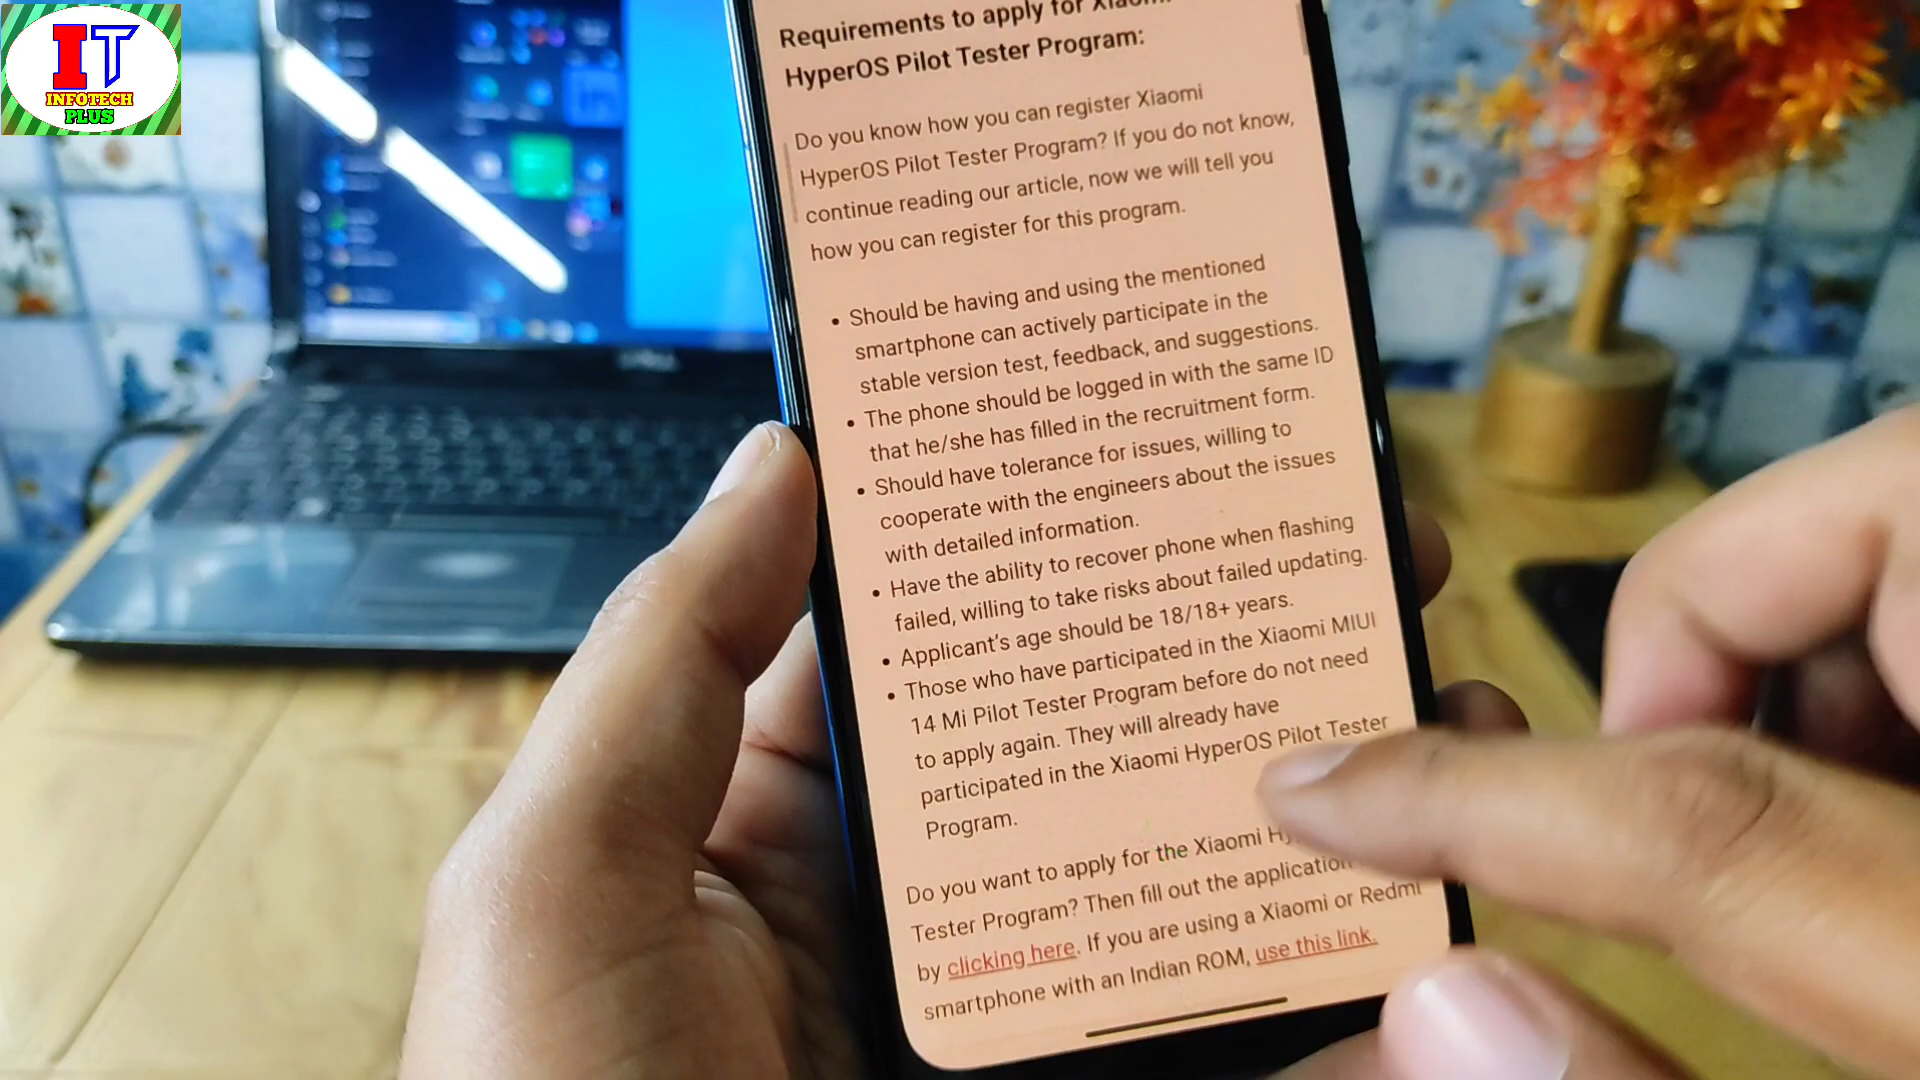 IT
INFOTECH
PLUS
Requirements to apply for Xiaomi
HyperOS Pilot Tester Program:
Do you know how you can register Xiaomi
HyperOS Pilot Tester Program? If you do not know,
continue reading our article, now we will tell you
how you can register for this program.
• Should be having and using the mentioned
smartphone can actively participate in the
stable version test, feedback, and suggestions.
• The phone should be logged in with the same ID
that he/she has filled in the recruitment form.
• Should have tolerance for issues, willing to
cooperate with the engineers about the issues
with detailed information.
• Have the ability to recover phone when flashing
failed, willing to take risks about failed updating.
• Applicant's age should be 18/18+ years.
• Those who have participated in the Xiaomi MIUI
14 Mi Pilot Tester Program before do not need
to apply again. They will already have
participated in the Xiaomi HyperOS Pilot Tester
Program.
Do you want to apply for the Xiaomi
Tester Program? Then fill out the application
by clicking here. If you are using a Xiaomi or Redmi
smartphone with an Indian ROM, use this link.
DELL